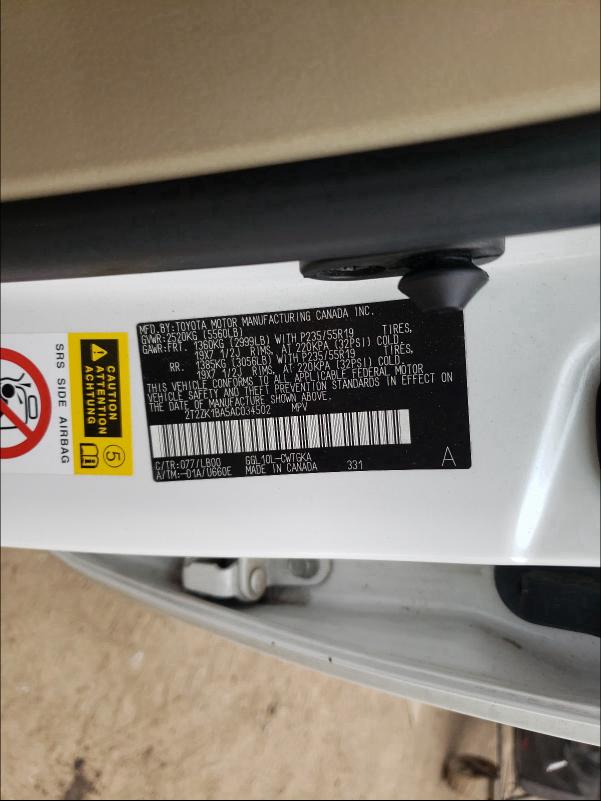 MFD.BY:TOYOTA MOTOR MANUFACTURING CANADA INC.
GVWR:2520KG (5560LB)
GAWR:FRT. 1360KG (2999LB) WITH P235/55R19 TIRES,
19X7 1/2J RIMS, AT 220KPA (32PSI) COLD.
RR. 1385KG (3056LB) WITH P235/55R19 TIRES,
19X7 1/2J RIMS, AT 220KPA (32PSI) COLD.
THIS VEHICLE CONFORMS TO ALL APPLICABLE FEDERAL MOTOR
VEHICLE SAFETY AND THEFT PREVENTION STANDARDS IN EFFECT ON
THE DATE OF MANUFACTURE SHOWN ABOVE.
2T2ZK1BA5AC034502 MPV
C/TR:077/LB00 GGL10L-CWTGKA
A/TM:-01A/U660E MADE IN CANADA 331 A
CAUTION
AUTION
5
SRS SIDE AIRBAG